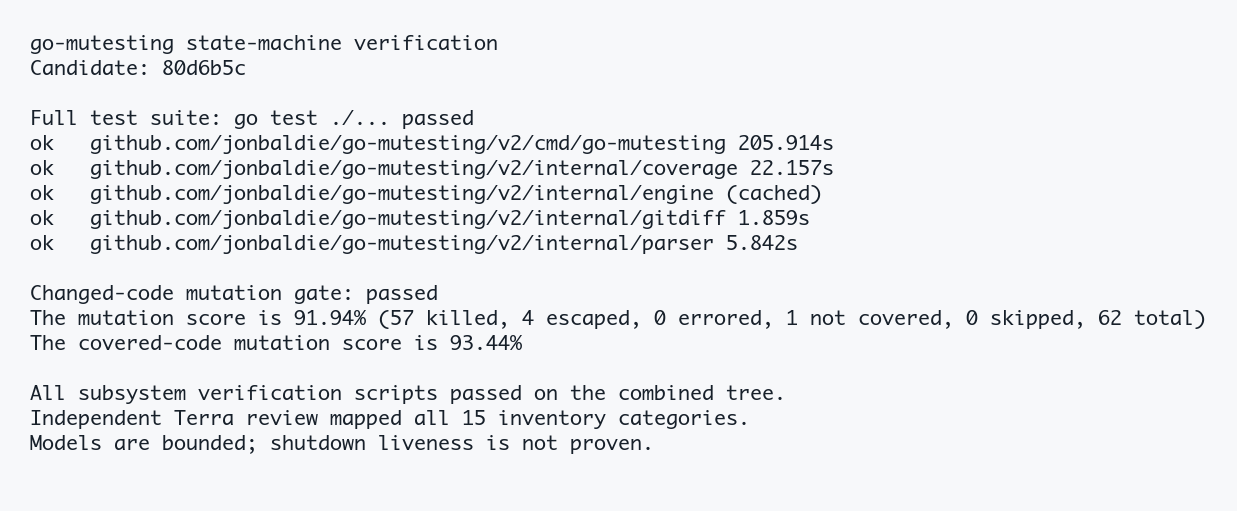 go-mutesting state-machine verification
Candidate: 80d6b5c
Full test suite: go test ./... passed
ok   github.com/jonbaldie/go-mutesting/v2/cmd/go-mutesting 205.914s
ok   github.com/jonbaldie/go-mutesting/v2/internal/coverage 22.157s
ok   github.com/jonbaldie/go-mutesting/v2/internal/engine (cached)
ok   github.com/jonbaldie/go-mutesting/v2/internal/gitdiff 1.859s
ok   github.com/jonbaldie/go-mutesting/v2/internal/parser 5.842s
Changed-code mutation gate: passed
The mutation score is 91.94% (57 killed, 4 escaped, 0 errored, 1 not covered, 0 skipped, 62 total)
The covered-code mutation score is 93.44%
All subsystem verification scripts passed on the combined tree.
Independent Terra review mapped all 15 inventory categories.
Models are bounded; shutdown liveness is not proven.